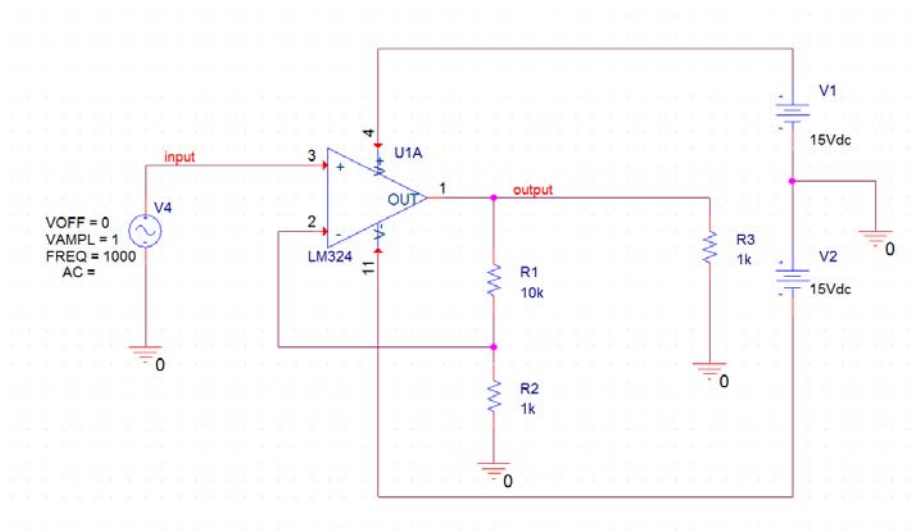 V1
15Vdc
4
U1A
input
3
+
V+
1
output
OUT
V4
VOFF = 0
VAMPL = 1
FREQ = 1000
AC =
2
-
V-
LM324
11
R3
1k
0
V2
15Vdc
R1
10k
0
0
R2
1k
0